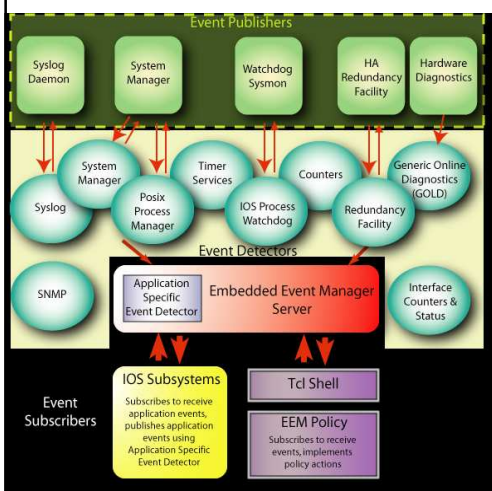 Event Publishers
Syslog
Daemon
System
Manager
Watchdog
Sysmon
HA
Redundancy
Facility
Hardware
Diagnostics
System
Manager
Timer
Services
Counters
Generic Online
Diagnostics
(GOLD)
Syslog
Posix
Process
Manager
IOS Process
Watchdog
Redundancy
Facility
Event Detectors
SNMP
Application
Specific
Event Detector
Embedded Event Manager
Server
Interface
Counters &
Status
Event
Subscribers
IOS Subsystems
Subscribes to receive
application events,
publishes application
events using
Application Specific
Event Detector
Tcl Shell
EEM Policy
Subscribes to receive
events, implements
policy actions